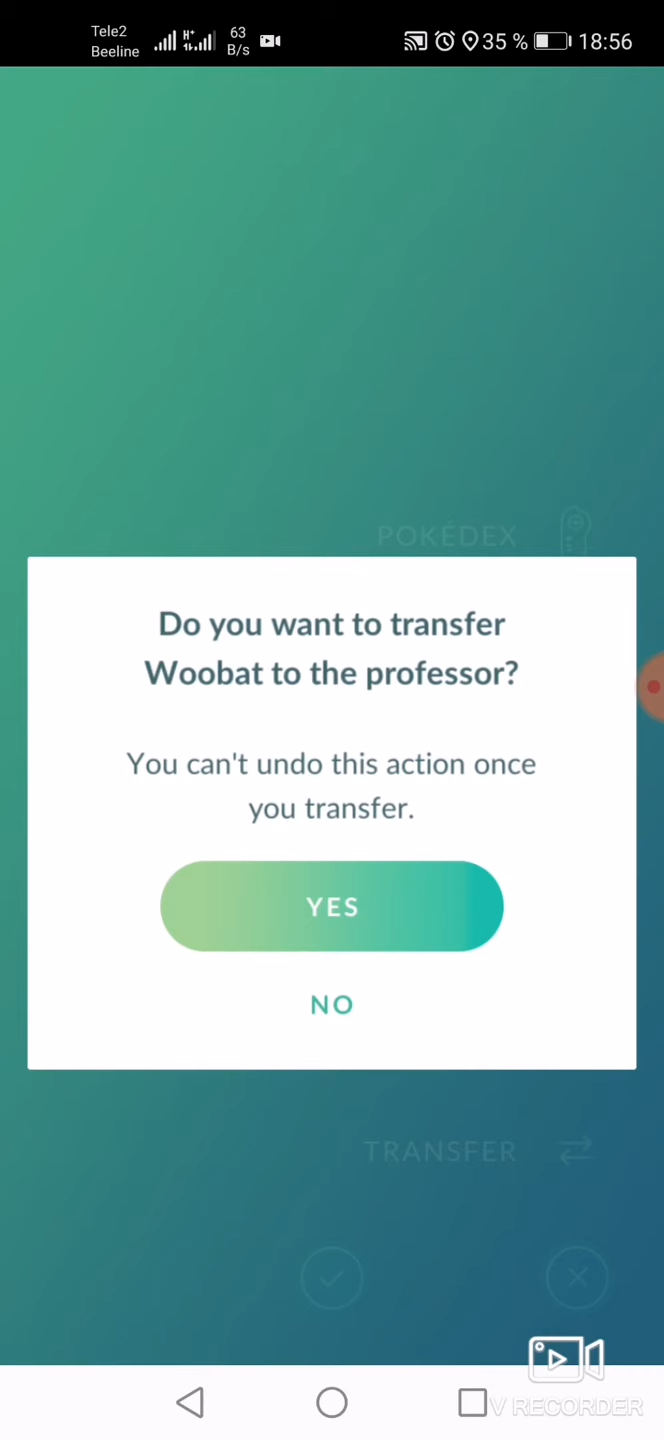 Tele2
Beeline
H+
63
B/s
35 %
18:56
POKÉDEX
Do you want to transfer
Woobat to the professor?
You can't undo this action once
you transfer.
YES
NO
TRANSFER
V RECORDER